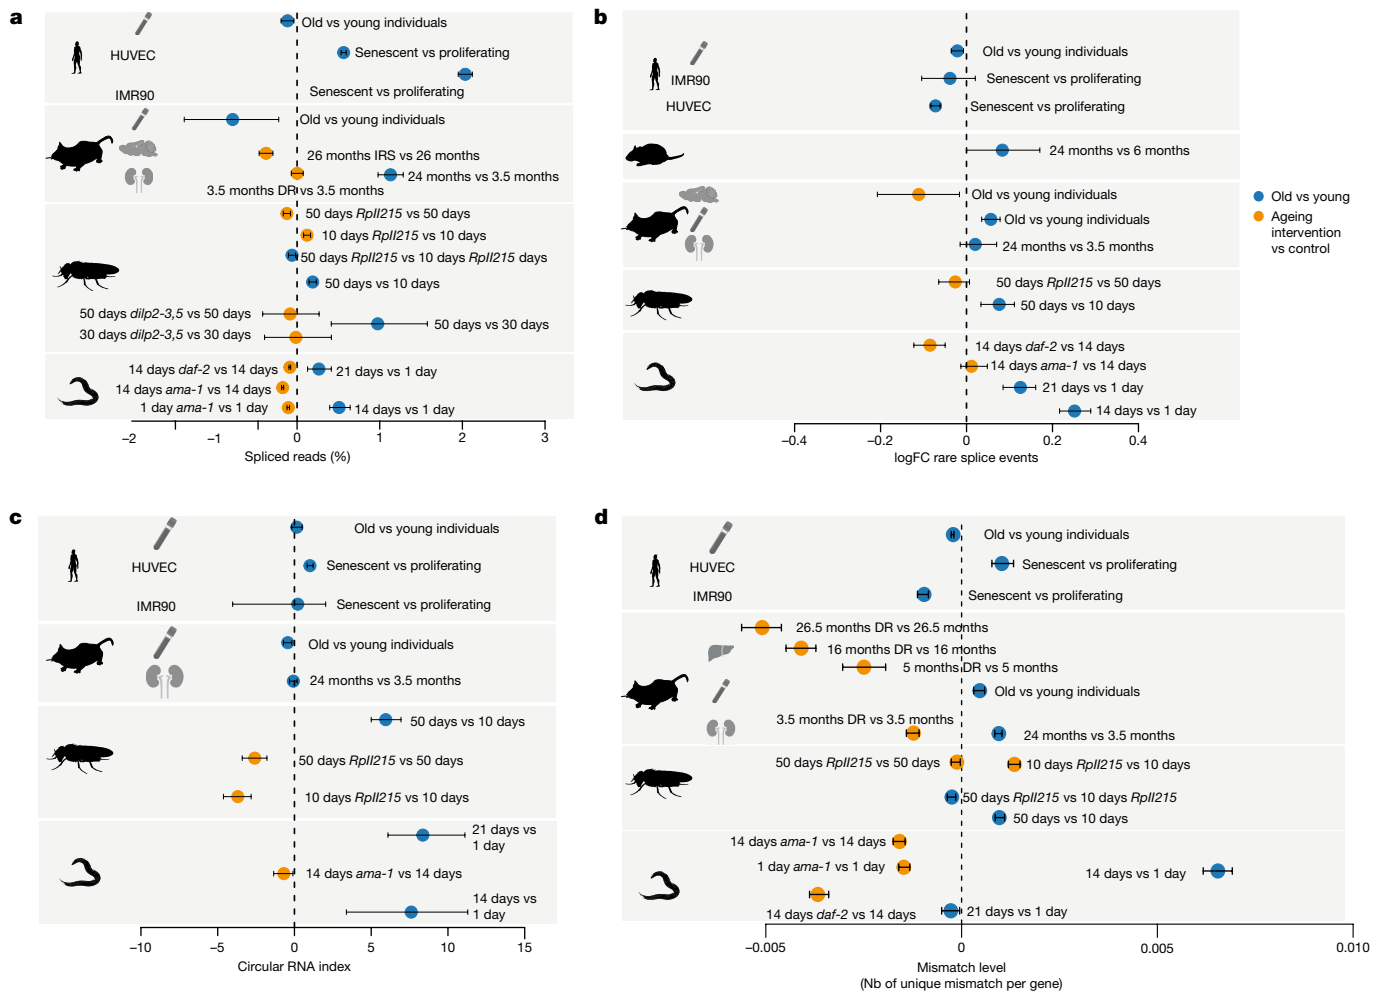 a
Old vs young individuals
HUVEC
Senescent vs proliferating
IMR90
Senescent vs proliferating
Old vs young individuals
26 months IRS vs 26 months
24 months vs 3.5 months
3.5 months DR vs 3.5 months
50 days RpII215 vs 50 days
10 days RpII215 vs 10 days
50 days RpII215 vs 10 days RpII215 days
50 days vs 10 days
50 days dilp2-3,5 vs 50 days
50 days vs 30 days
30 days dilp2-3,5 vs 30 days
14 days daf-2 vs 14 days
21 days vs 1 day
14 days ama-1 vs 14 days
1 day ama-1 vs 1 day
14 days vs 1 day
−2 −1 0 1 2 3
Spliced reads (%)
b
Old vs young individuals
IMR90
Senescent vs proliferating
HUVEC
Senescent vs proliferating
24 months vs 6 months
Old vs young individuals
Old vs young individuals
24 months vs 3.5 months
50 days RpII215 vs 50 days
50 days vs 10 days
14 days daf-2 vs 14 days
14 days ama-1 vs 14 days
21 days vs 1 day
14 days vs 1 day
−0.4 −0.2 0 0.2 0.4
logFC rare splice events
Old vs young
Ageing
intervention
vs control
c
Old vs young individuals
HUVEC
Senescent vs proliferating
IMR90
Senescent vs proliferating
Old vs young individuals
24 months vs 3.5 months
50 days vs 10 days
50 days RpII215 vs 50 days
10 days RpII215 vs 10 days
21 days vs
1 day
14 days ama-1 vs 14 days
14 days vs
1 day
−10 −5 0 5 10 15
Circular RNA index
d
Old vs young individuals
HUVEC
Senescent vs proliferating
IMR90
Senescent vs proliferating
26.5 months DR vs 26.5 months
16 months DR vs 16 months
5 months DR vs 5 months
Old vs young individuals
3.5 months DR vs 3.5 months
24 months vs 3.5 months
50 days RpII215 vs 50 days
10 days RpII215 vs 10 days
50 days RpII215 vs 10 days RpII215
50 days vs 10 days
14 days ama-1 vs 14 days
1 day ama-1 vs 1 day
14 days vs 1 day
14 days daf-2 vs 14 days
21 days vs 1 day
−0.005 0 0.005 0.010
Mismatch level
(Nb of unique mismatch per gene)